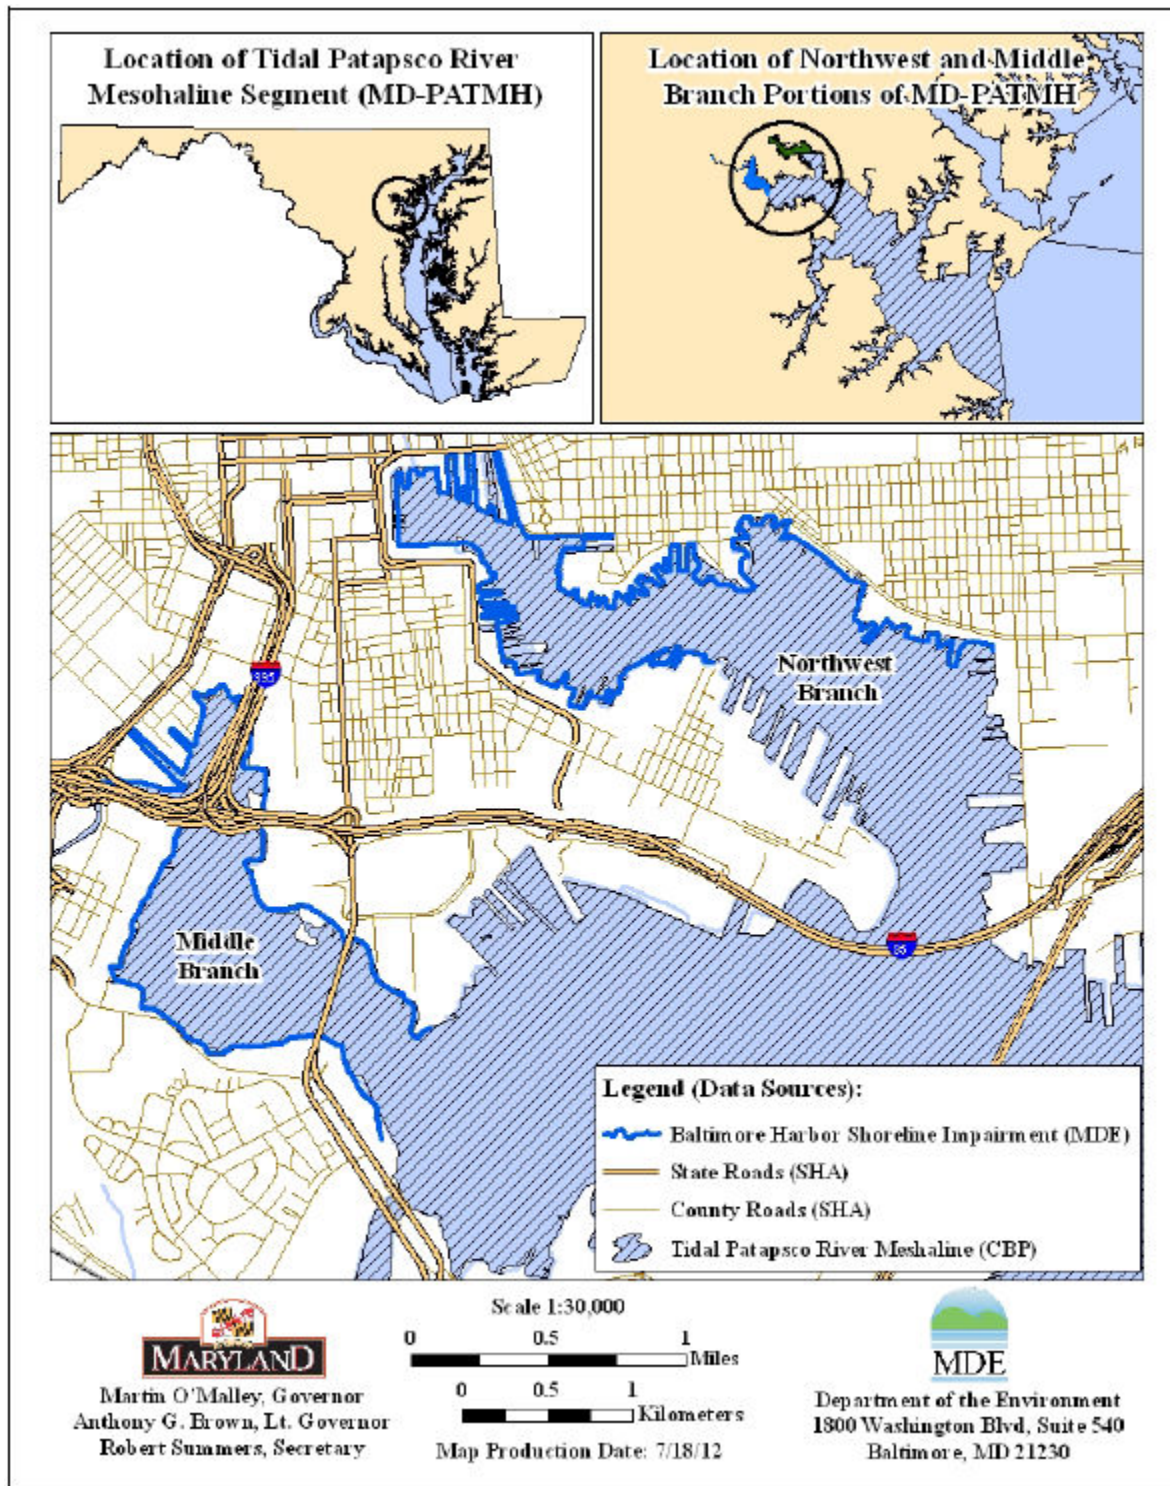 Location of Tidal Patapsco River
Mesohaline Segment (MD-PATMH)
Location of Northwest and Middle
Branch Portions of MD-PATMH
Northwest
Branch
395
Middle
Branch
95
Legend (Data Sources):
Baltimore Harbor Shoreline Impairment (MDE)
State Roads (SHA)
County Roads (SHA)
Tidal Patapsco River Meshaline (CBP)
MARYLAND
Martin O'Malley, Governor
Anthony G. Brown, Lt. Governor
Robert Summers, Secretary
Scale 1:30,000
0 0.5 1
Miles
0 0.5 1
Kilometers
Map Production Date: 7/18/12
MDE
Department of the Environment
1800 Washington Blvd, Suite 540
Baltimore, MD 21230